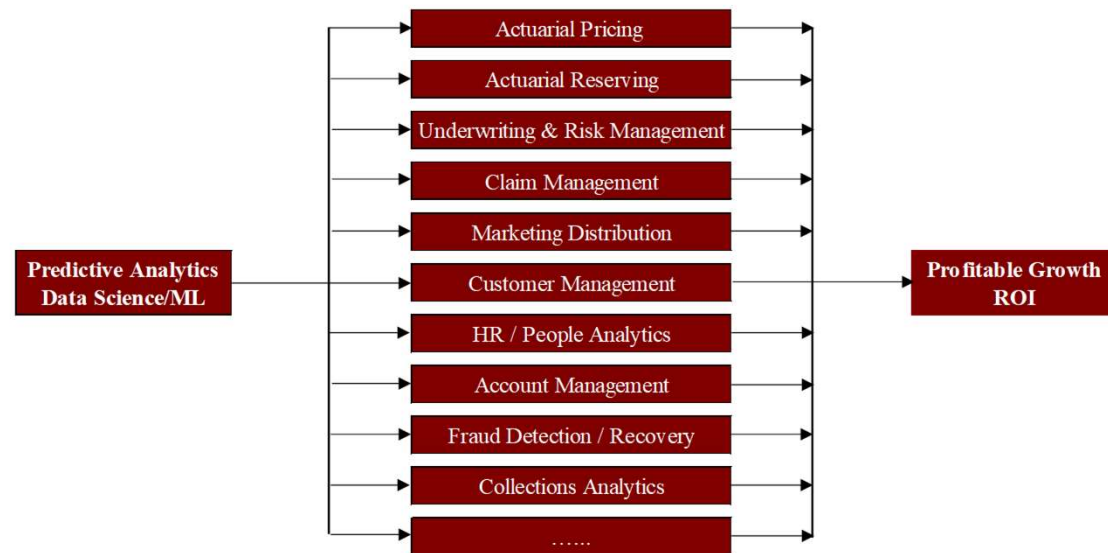 Actuarial Pricing
Actuarial Reserving
Underwriting & Risk Management
Claim Management
Marketing Distribution
Predictive Analytics
Data Science/ML
Customer Management
Profitable Growth
ROI
HR / People Analytics
Account Management
Fraud Detection / Recovery
Collections Analytics
…...